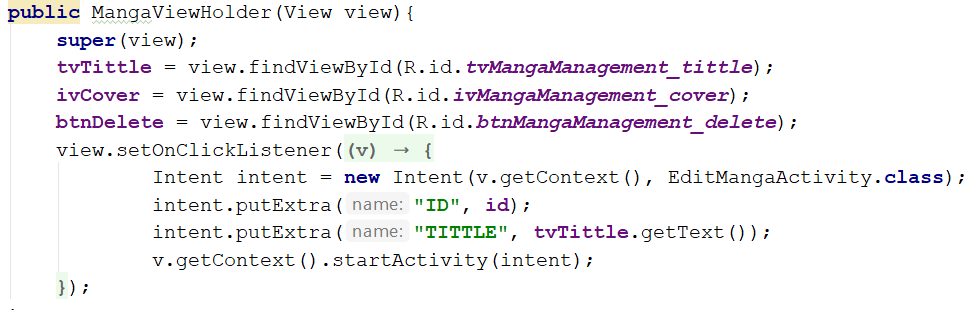 public MangaViewHolder(View view){
super(view);
tvTittle = view.findViewById(R.id.tvMangaManagement_tittle);
ivCover = view.findViewById(R.id.ivMangaManagement_cover);
btnDelete = view.findViewById(R.id.btnMangaManagement_delete);
view.setOnClickListener((v) → {
Intent intent = new Intent(v.getContext(), EditMangaActivity.class);
intent.putExtra( name: "ID", id);
intent.putExtra( name: "TITTLE", tvTittle.getText());
v.getContext().startActivity(intent);
});